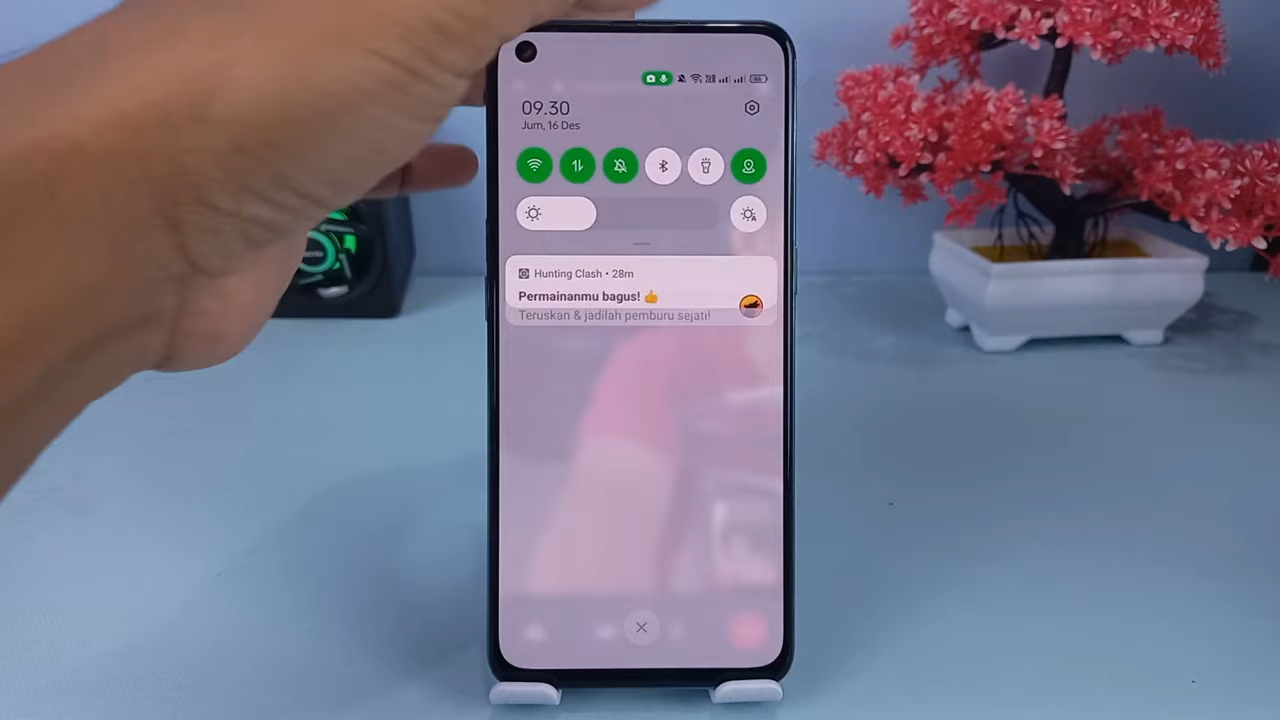 09.30
Jum, 16 Des
Hunting Clash • 28m
Permainanmu bagus! 👍
Teruskan & jadilah pemburu sejati!